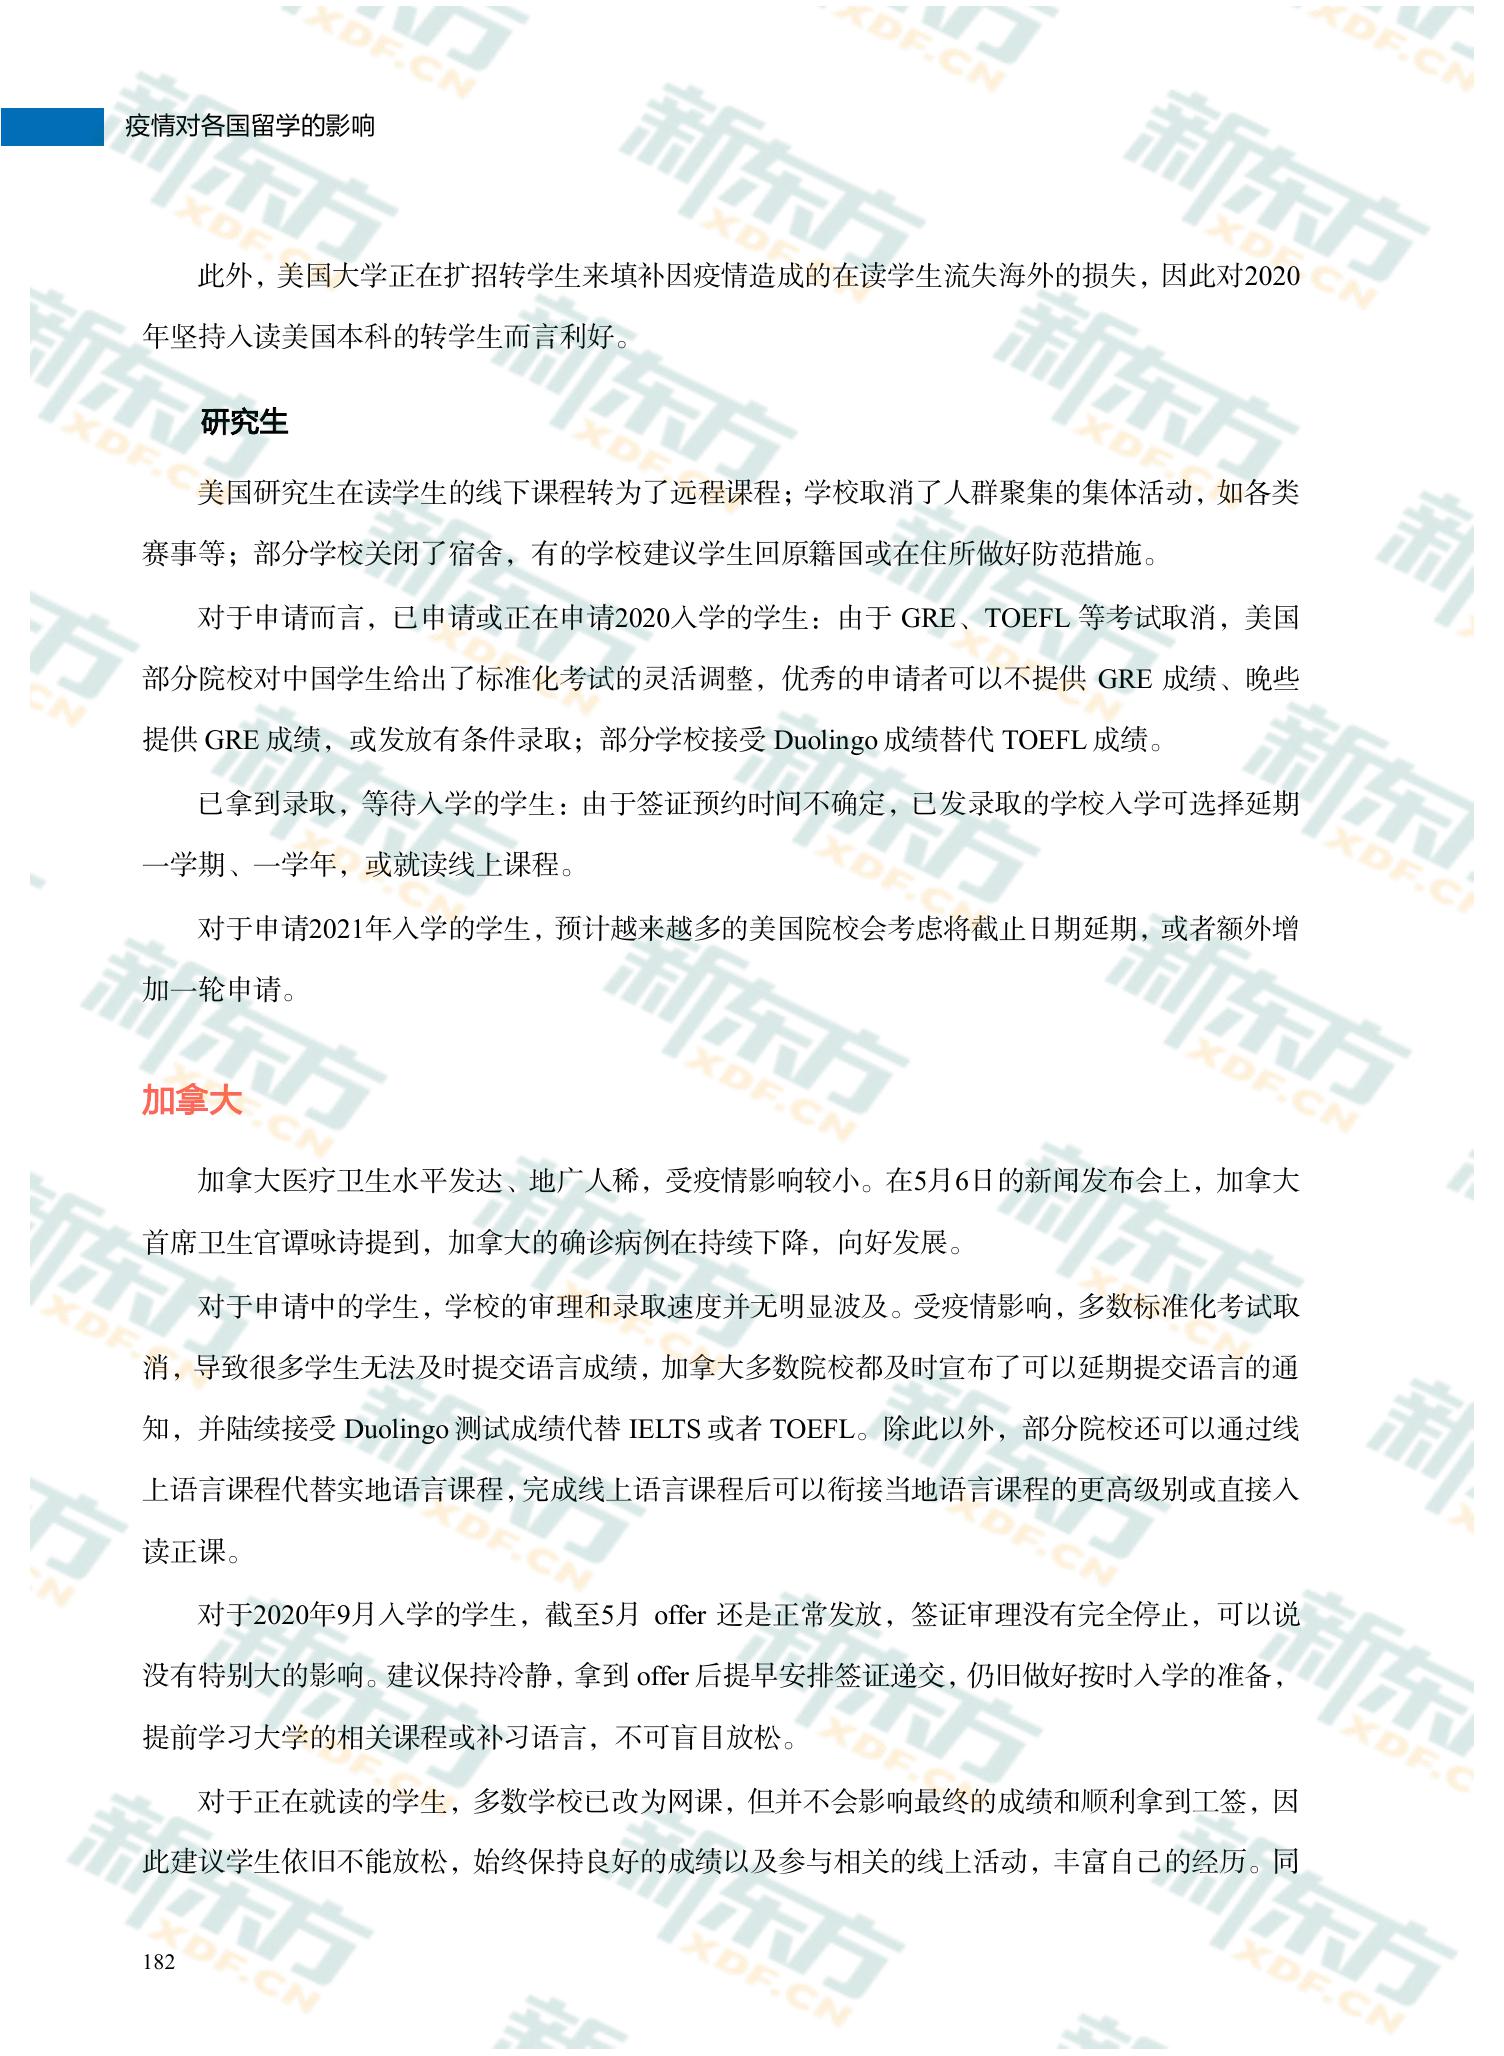 疫情对各国留学的影响
此外，美国大学正在扩招转学生来填补因疫情造成的在读学生流失海外的损失，因此对2020
年坚持入读美国本科的转学生而言利好。
研究生
美国研究生在读学生的线下课程转为了远程课程；学校取消了人群聚集的集体活动，如各类
赛事等；部分学校关闭了宿舍，有的学校建议学生回原籍国或在住所做好防范措施。
对于申请而言，已申请或正在申请2020入学的学生：由于 GRE、TOEFL 等考试取消，美国
部分院校对中国学生给出了标准化考试的灵活调整，优秀的申请者可以不提供 GRE 成绩、晚些
提供 GRE 成绩，或发放有条件录取；部分学校接受 Duolingo 成绩替代 TOEFL 成绩。
已拿到录取，等待入学的学生：由于签证预约时间不确定，已发录取的学校入学可选择延期
一学期、一学年，或就读线上课程。
对于申请2021年入学的学生，预计越来越多的美国院校会考虑将截止日期延期，或者额外增
加一轮申请。
加拿大
加拿大医疗卫生水平发达、地广人稀，受疫情影响较小。在5月6日的新闻发布会上，加拿大
首席卫生官谭咏诗提到，加拿大的确诊病例在持续下降，向好发展。
对于申请中的学生，学校的审理和录取速度并无明显波及。受疫情影响，多数标准化考试取
消，导致很多学生无法及时提交语言成绩，加拿大多数院校都及时宣布了可以延期提交语言的通
知，并陆续接受 Duolingo 测试成绩代替 IELTS 或者 TOEFL。除此以外，部分院校还可以通过线
上语言课程代替实地语言课程，完成线上语言课程后可以衔接当地语言课程的更高级别或直接入
读正课。
对于2020年9月入学的学生，截至5月 offer 还是正常发放，签证审理没有完全停止，可以说
没有特别大的影响。建议保持冷静，拿到 offer 后提早安排签证递交，仍旧做好按时入学的准备，
提前学习大学的相关课程或补习语言，不可盲目放松。
对于正在就读的学生，多数学校已改为网课，但并不会影响最终的成绩和顺利拿到工签，因
此建议学生依旧不能放松，始终保持良好的成绩以及参与相关的线上活动，丰富自己的经历。同
182
新东方
XDF.CN